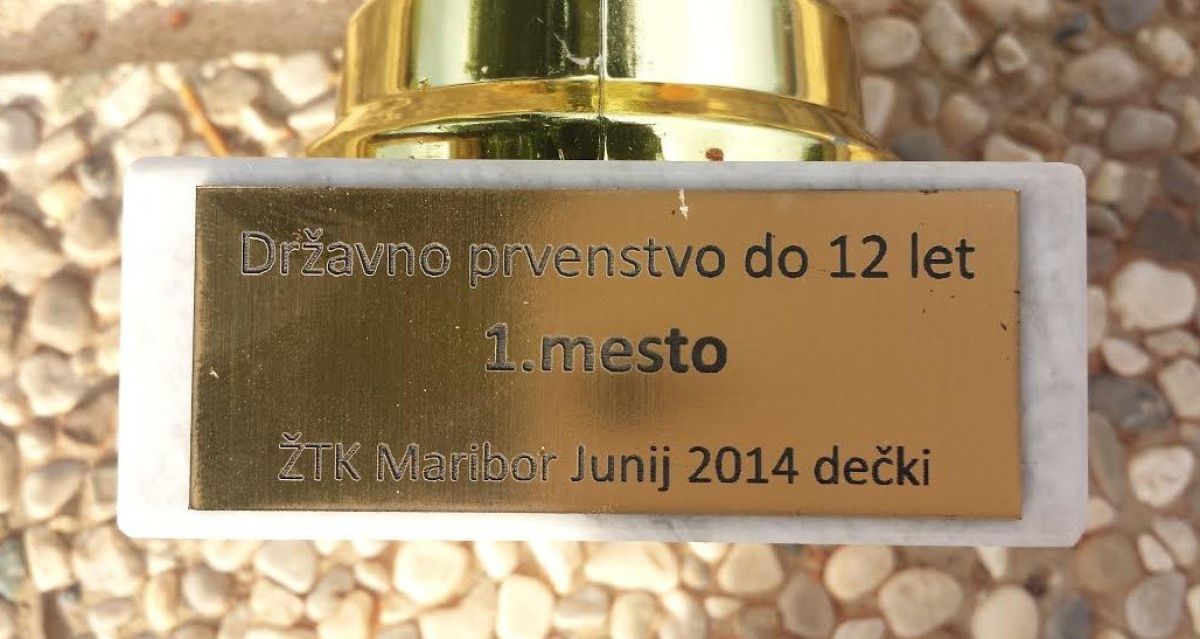 Državno prvenstvo do 12 let
1.mesto
ŽTK Maribor Junij 2014 dečki